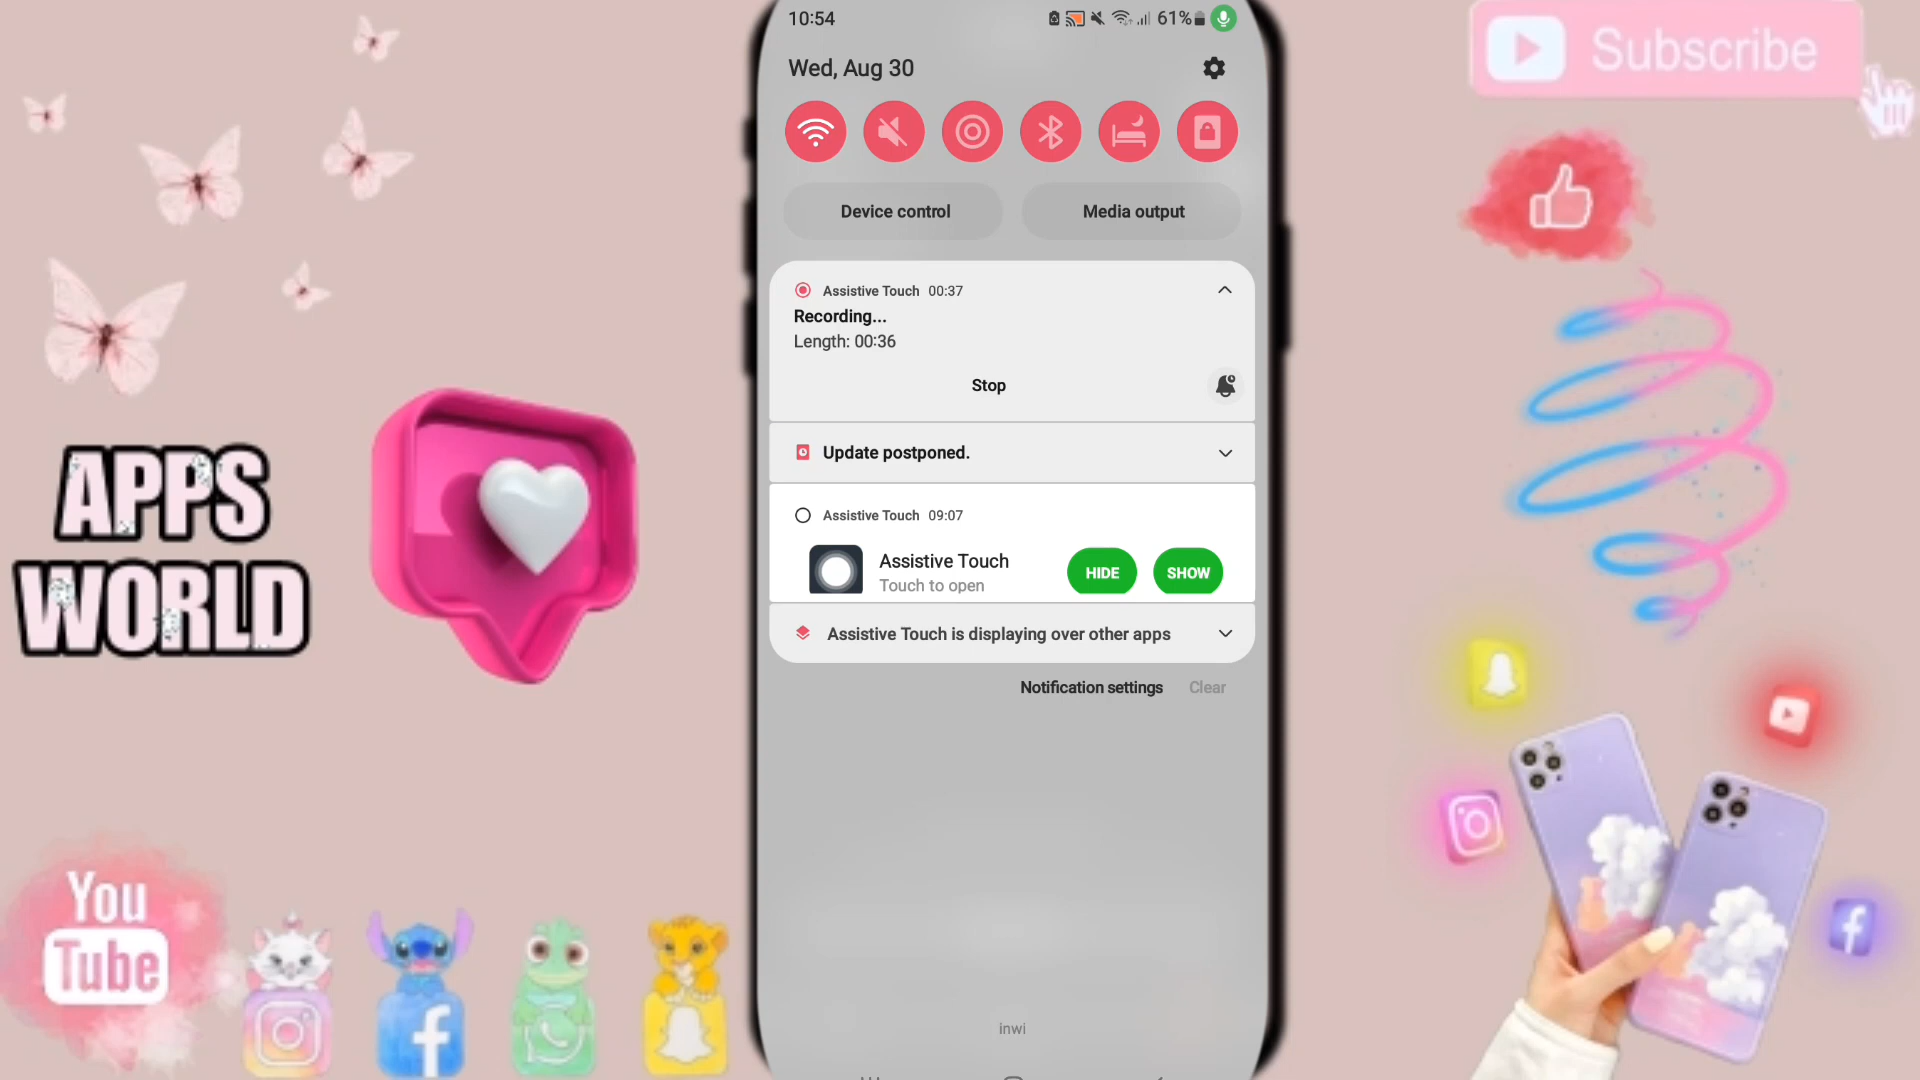 10:54
61%
Wed, Aug 30
Device control
Media output
Assistive Touch 00:37
Recording...
Length: 00:36
Stop
Update postponed.
Assistive Touch 09:07
Assistive Touch
Touch to open
HIDE
SHOW
Assistive Touch is displaying over other apps
Notification settings
Clear
inwi
APPS
WORLD
You
Tube
Subscribe